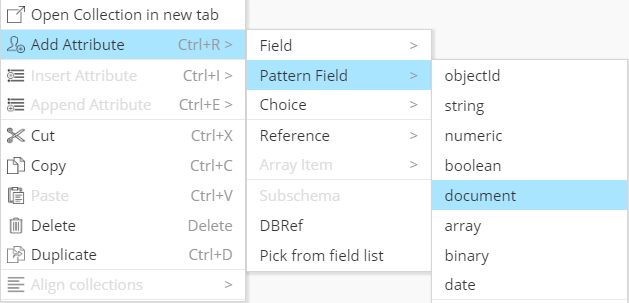 Open Collection in new tab
Add Attribute Ctrl+R >
Insert Attribute Ctrl+I >
Append Attribute Ctrl+E >
Cut Ctrl+X
Copy Ctrl+C
Paste Ctrl+V
Delete Delete
Duplicate Ctrl+D
Align collections >
Field >
Pattern Field >
Choice >
Reference >
Array Item >
Subschema
DBRef
Pick from field list
objectId
string
numeric
boolean
document
array
binary
date